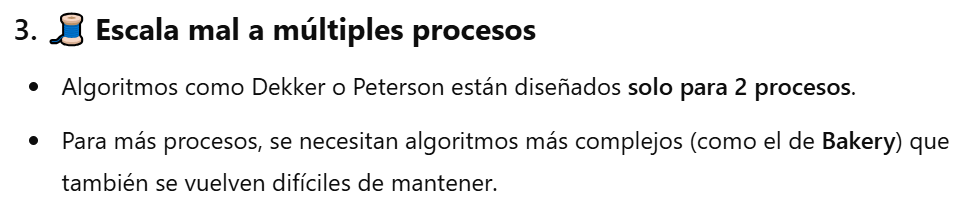 3. 🧵 Escala mal a múltiples procesos
• Algoritmos como Dekker o Peterson están diseñados solo para 2 procesos.
• Para más procesos, se necesitan algoritmos más complejos (como el de Bakery) que
también se vuelven difíciles de mantener.